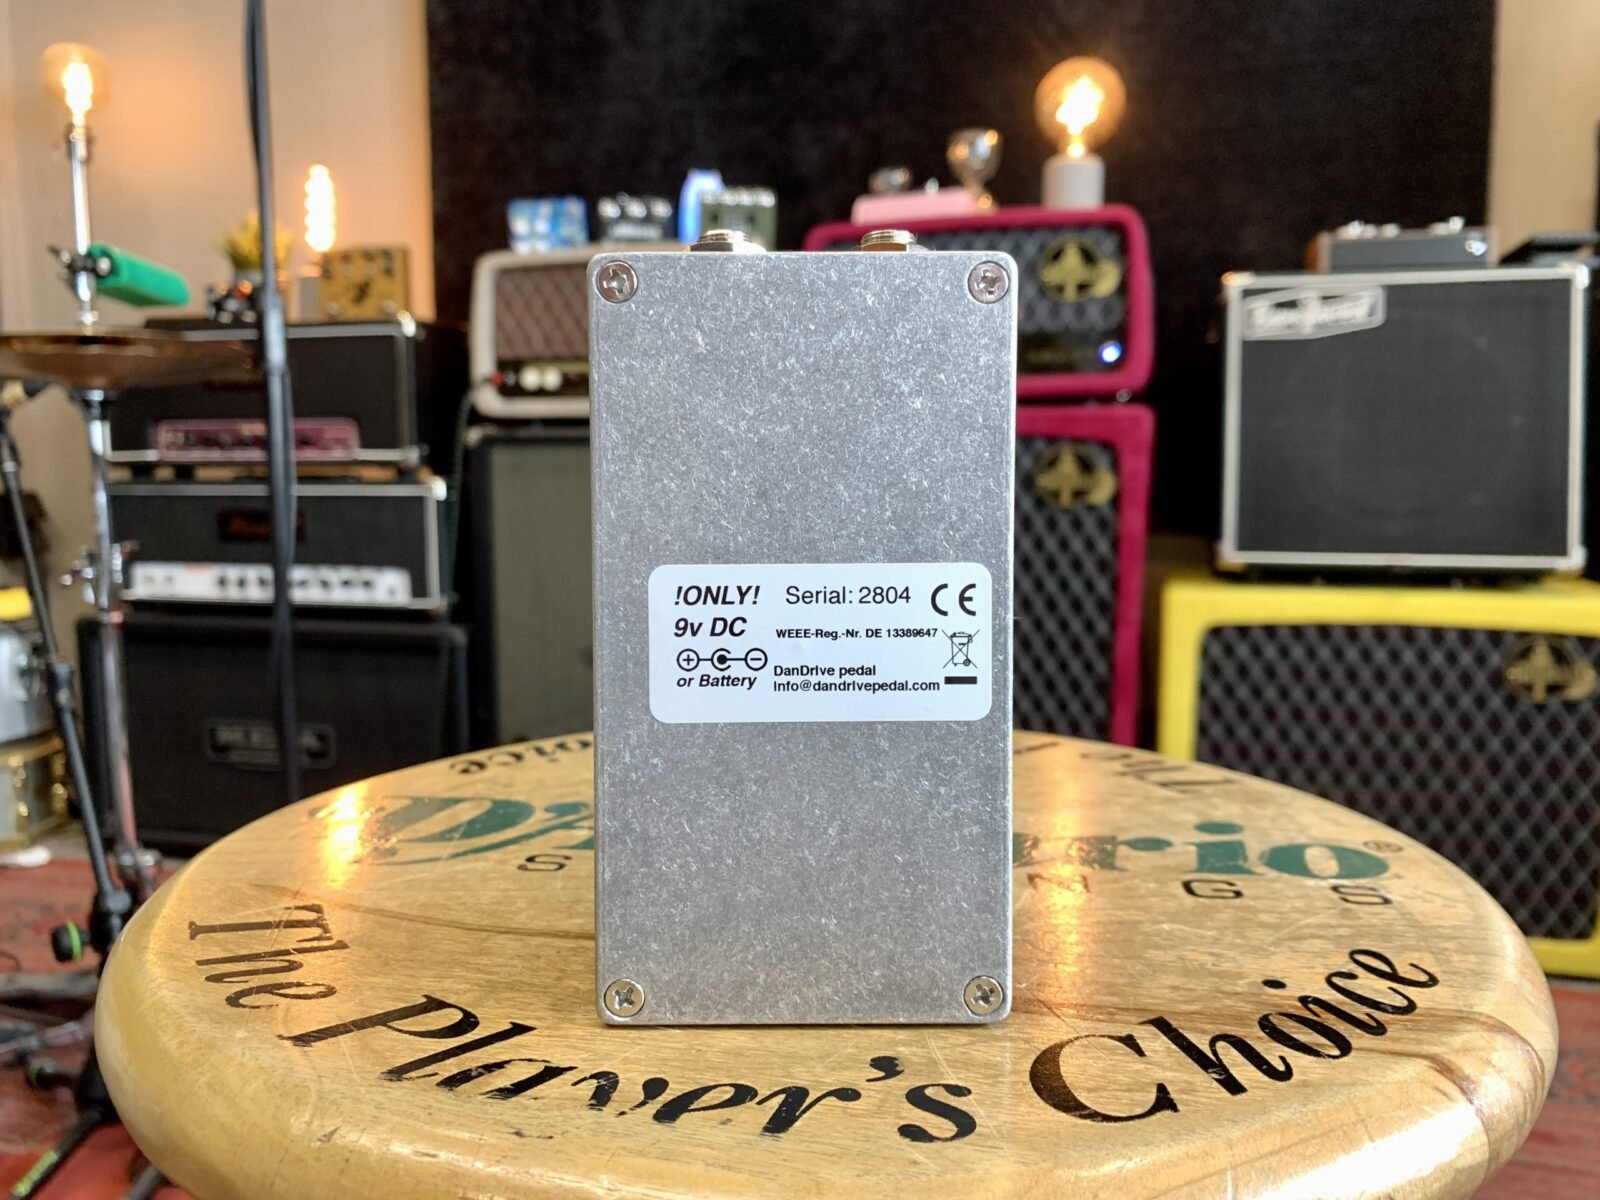 !ONLY! Serial: 2804 CE
9v DC
WEEE-Reg.-Nr. DE 13389647
or Battery
DanDrive pedal
Info@dandrivepedal.com
The Player's Choice